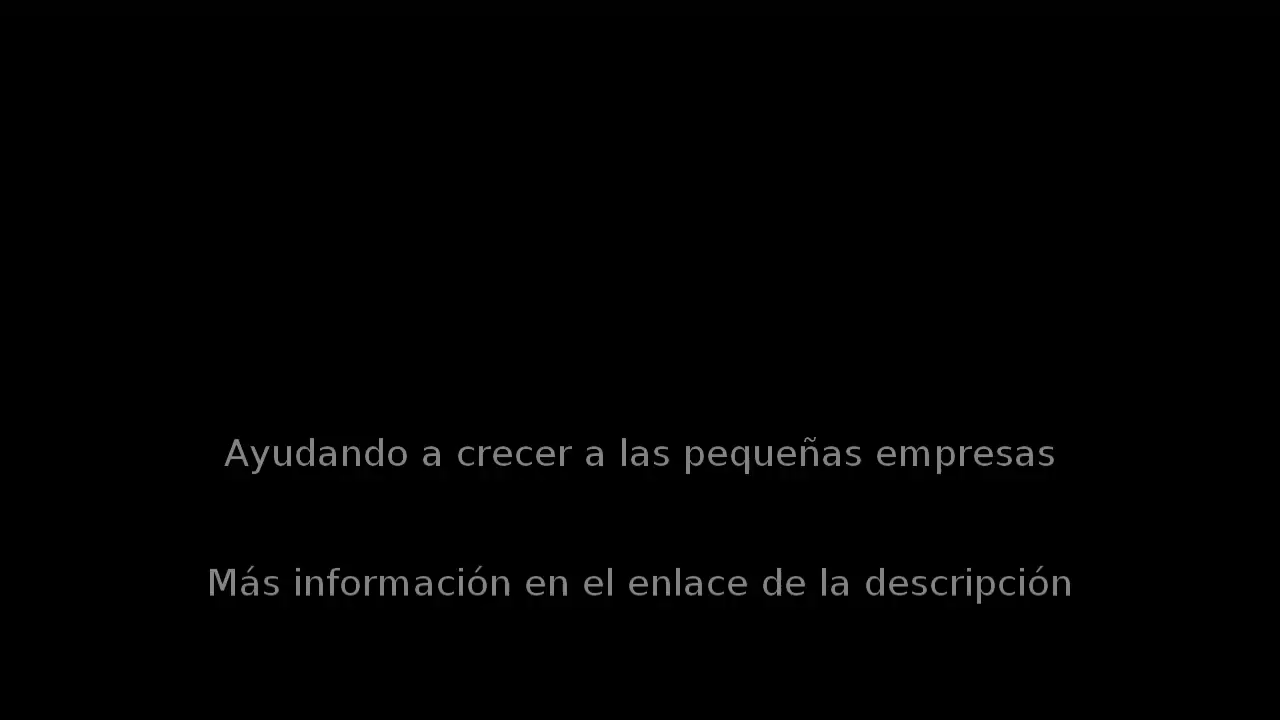 Ayudando a crecer a las pequeñas empresas
Más información en el enlace de la descripción